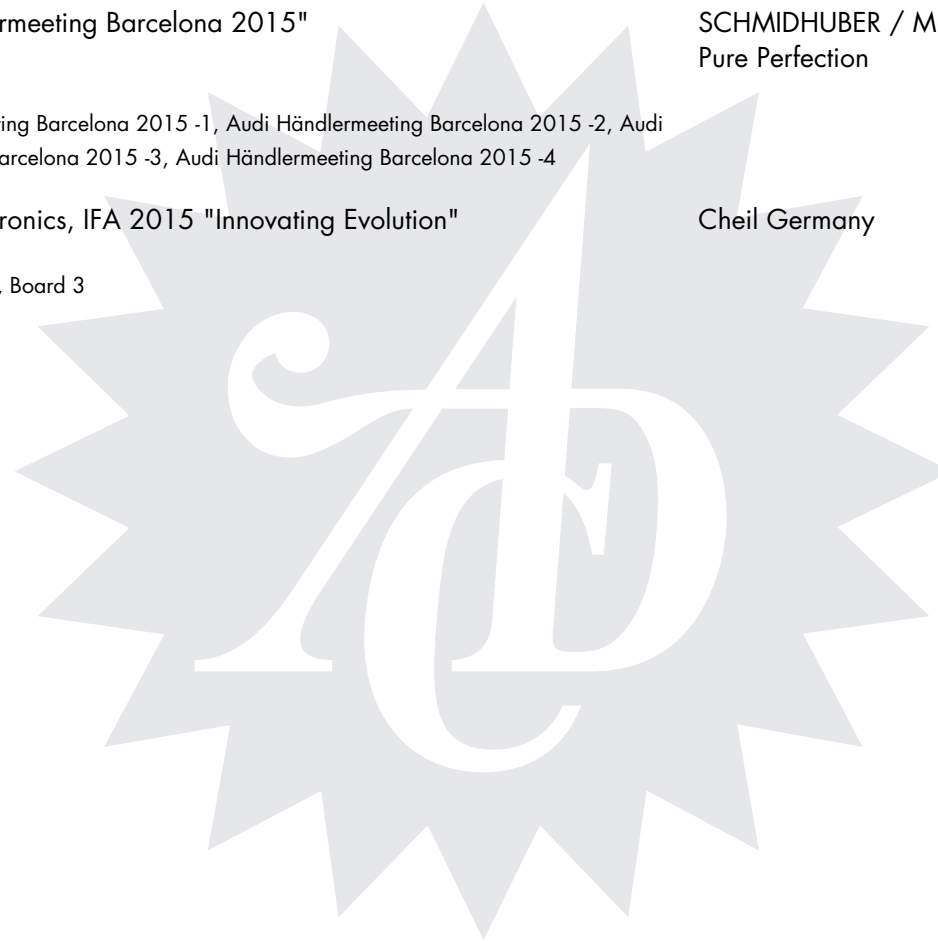 rmeeting Barcelona 2015"
SCHMIDHUBER / M
Pure Perfection
ing Barcelona 2015 -1, Audi Händlermeeting Barcelona 2015 -2, Audi
arcelona 2015 -3, Audi Händlermeeting Barcelona 2015 -4
ronics, IFA 2015 "Innovating Evolution"
Cheil Germany
, Board 3
ADC